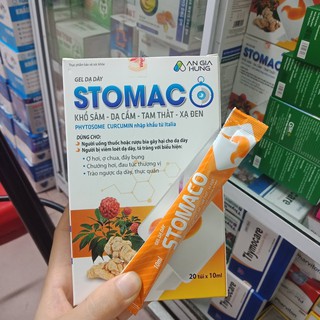 AN GIA
HƯNG
GEL DẠ DÀY
STOMACO
KHỔ SÂM - DẠ CẨM - TAM THẤT - XẠ ĐEN
PHYTOSOME CURCUMIN nhập khẩu từ Italia
DÙNG CHO:
Người uống thuốc hoặc rượu bia gây hại cho dạ dày
Người bị viêm loét dạ dày, tá tràng với biểu hiện:
• Ợ hơi, ợ chua, đầy bụng
• Chướng hơi, đau tức thượng vị
• Trào ngược dạ dày, thực quản
STOMACO
20 túi x 10ml
Thymocare